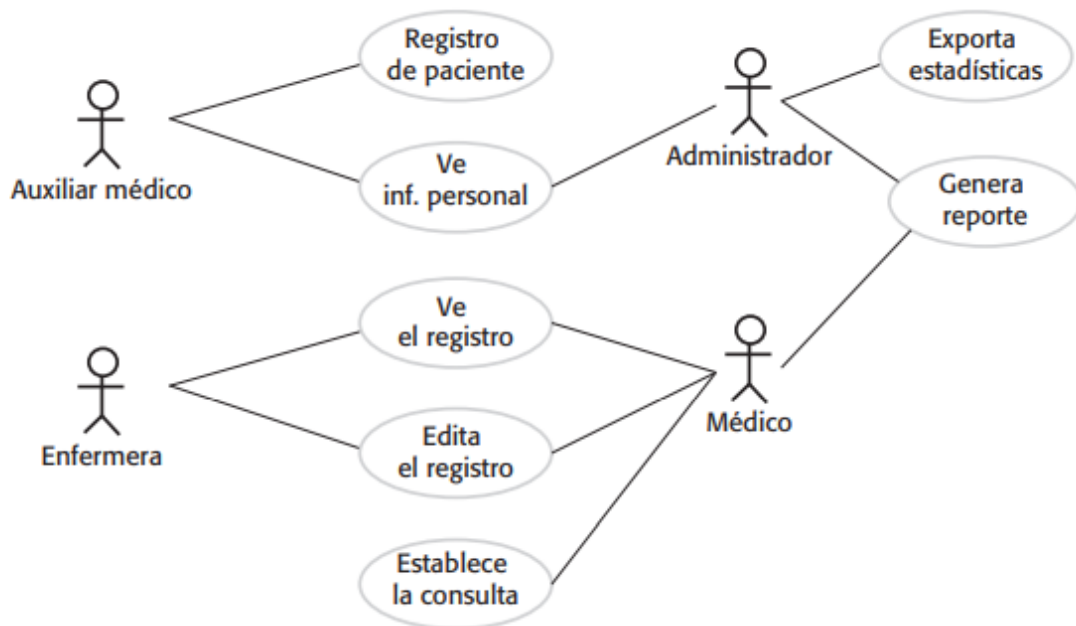 Registro
de paciente
Exporta
estadísticas
Auxiliar médico
Administrador
Ve
inf. personal
Genera
reporte
Ve
el registro
Enfermera
Médico
Edita
el registro
Establece
la consulta